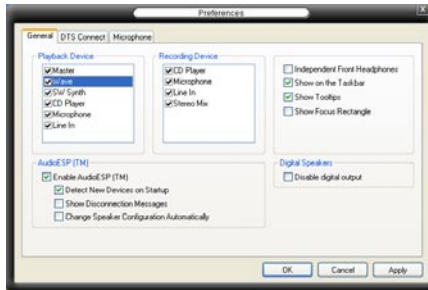 Preferences
X
General DTS Connect Microphone
Playback Device
Master
Wave
SW Synth
CD Player
Microphone
Line In
Recording Device
CD Player
Microphone
Line In
Stereo Mix
Independent Front Headphones
Show on the Taskbar
Show Tooltips
Show Focus Rectangle
AudioESP (TM)
Enable AudioESP (TM)
Detect New Devices on Startup
Show Disconnection Messages
Change Speaker Configuration Automatically
Digital Speakers
Disable digital output
OK Cancel Apply